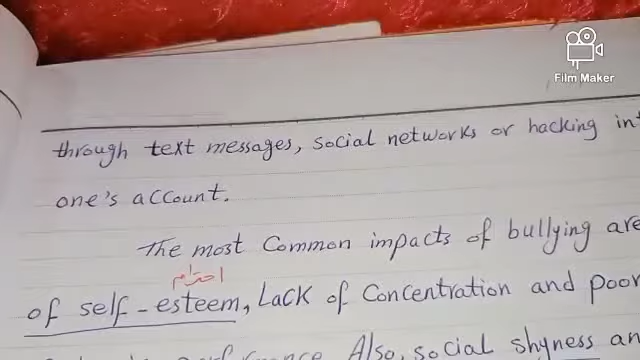 Film Maker
through text messages, social networks or hacking int
one's account.
The most Common impacts of bullying are
احترام
of self-esteem, Lack of Concentration and poor
Also, social shyness an